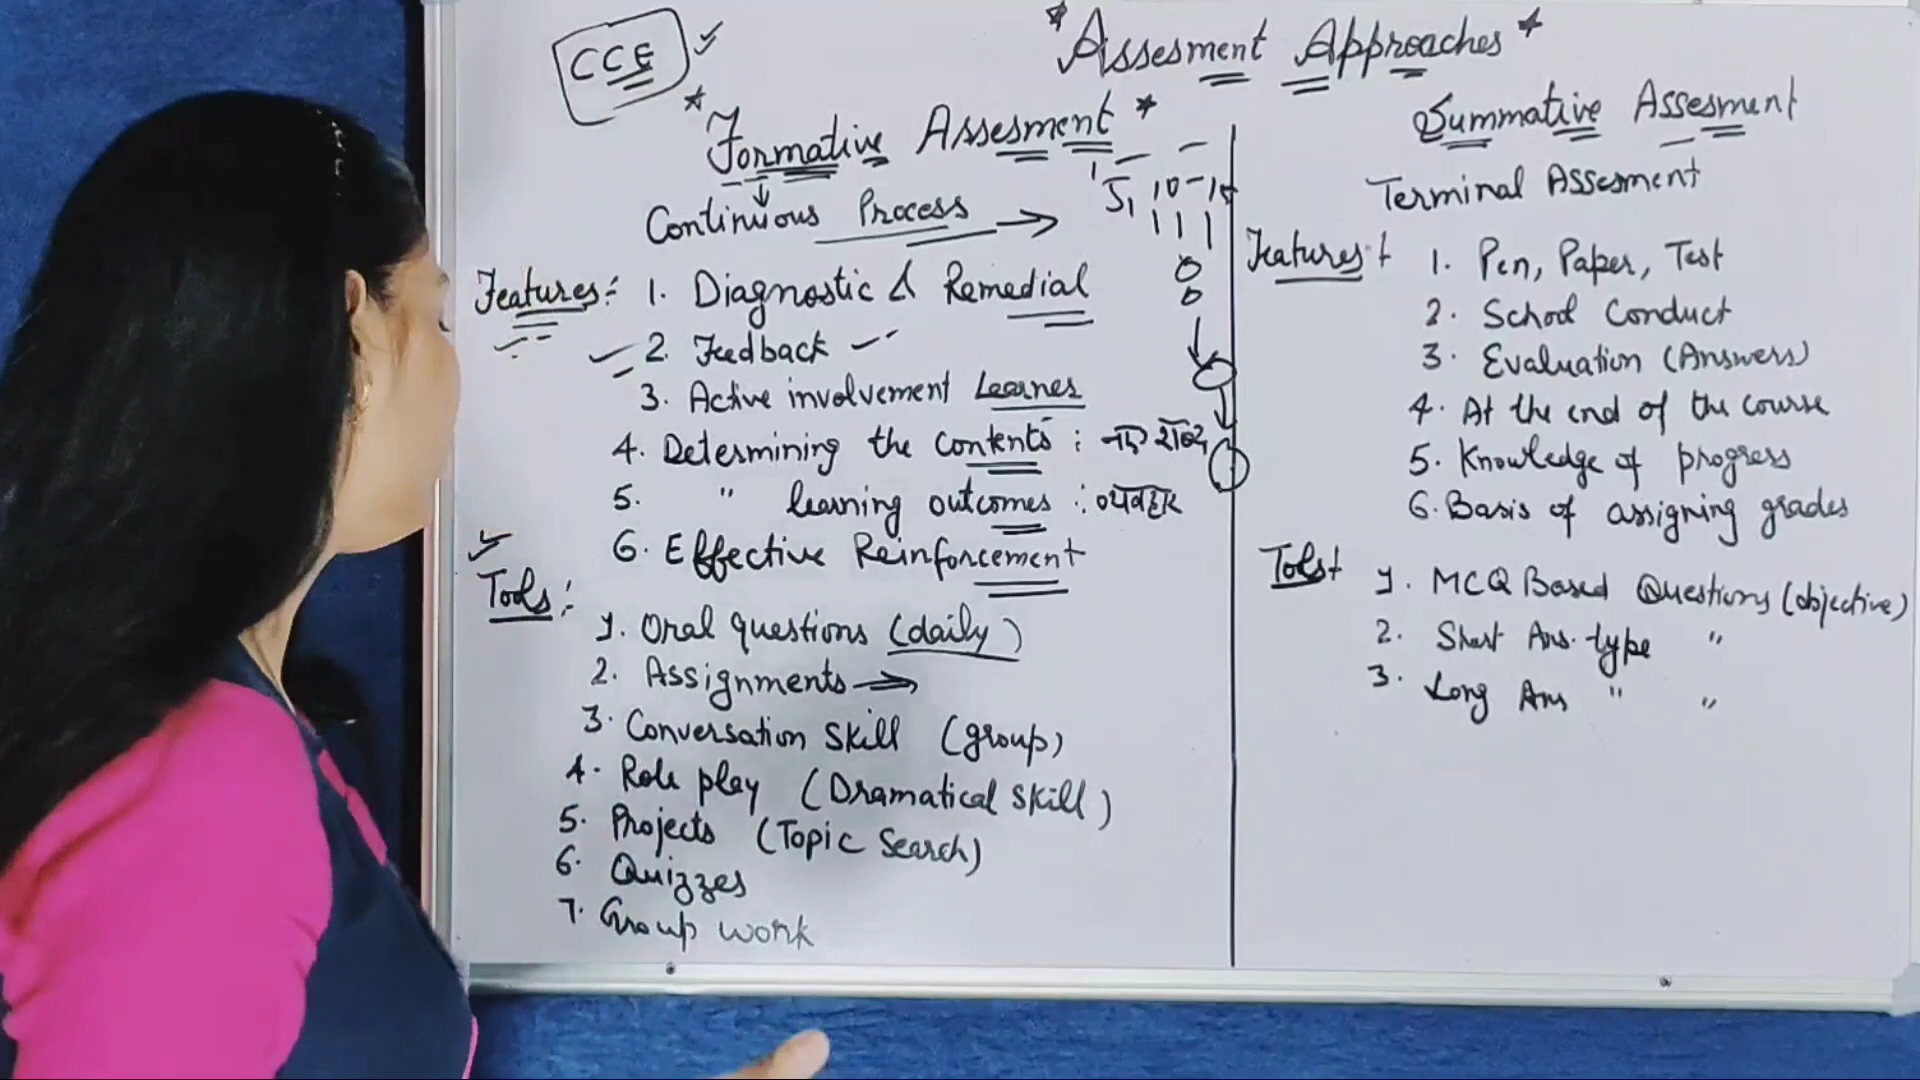 CCE
* Assesment Approaches *
* Formative Assesment *
Continuous Process
5, 10 - 15
Features :-
1. Diagnostic & Remedial
2. Feedback
3. Active involvement Learnes
4. Determining the contents :
5. " learning outcomes : व्यवहार
6. Effective Reinforcement
Tools :-
1. Oral questions (daily)
2. Assignments
3. Conversation Skill (group)
4. Role play (Dramatical Skill)
5. Projects (Topic Search)
6. Quizzes
7. Group work
Summative Assesment
Terminal Assesment
Features :-
1. Pen, Paper, Test
2. School Conduct
3. Evaluation (Answers)
4. At the end of the course
5. Knowledge of progress
6. Basis of assigning grades
Tools :-
1. MCQ Based Questions (objective)
2. Short Ans. type "
3. Long Ans " "